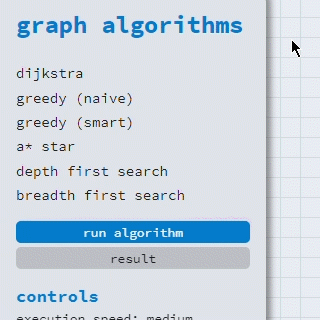 graph algorithms
dijkstra
greedy (naive)
greedy (smart)
a* star
depth first search
breadth first search
run algorithm
result
controls
execution speed: medium